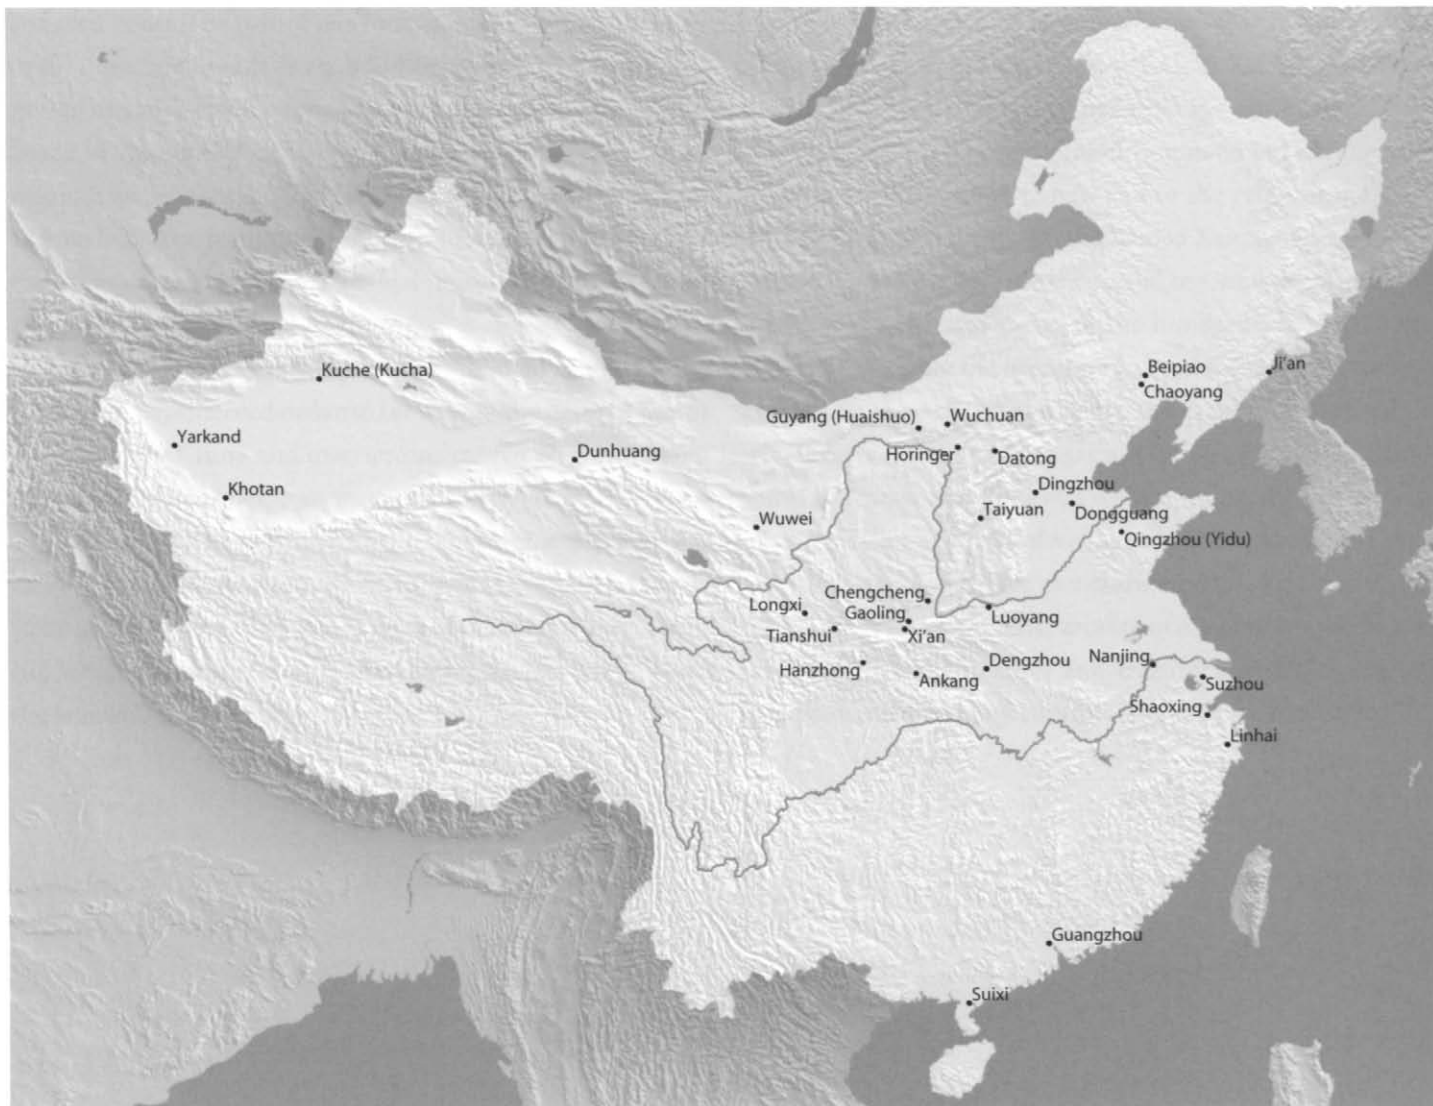 Beipiao
Ji'an
Kuche (Kucha)
Chaoyang
Guyang (Huaishuo)
Wuchuan
Yarkand
Dunhuang
Horinger
Datong
Khotan
Dingzhou
Taiyuan
Dongguang
Wuwei
Qingzhou (Yidu)
Chengcheng
Longxi
Gaoling
Luoyang
Tianshui
Xi'an
Hanzhong
Dengzhou
Nanjing
Ankang
Suzhou
Shaoxing
Linhai
Guangzhou
Suixi